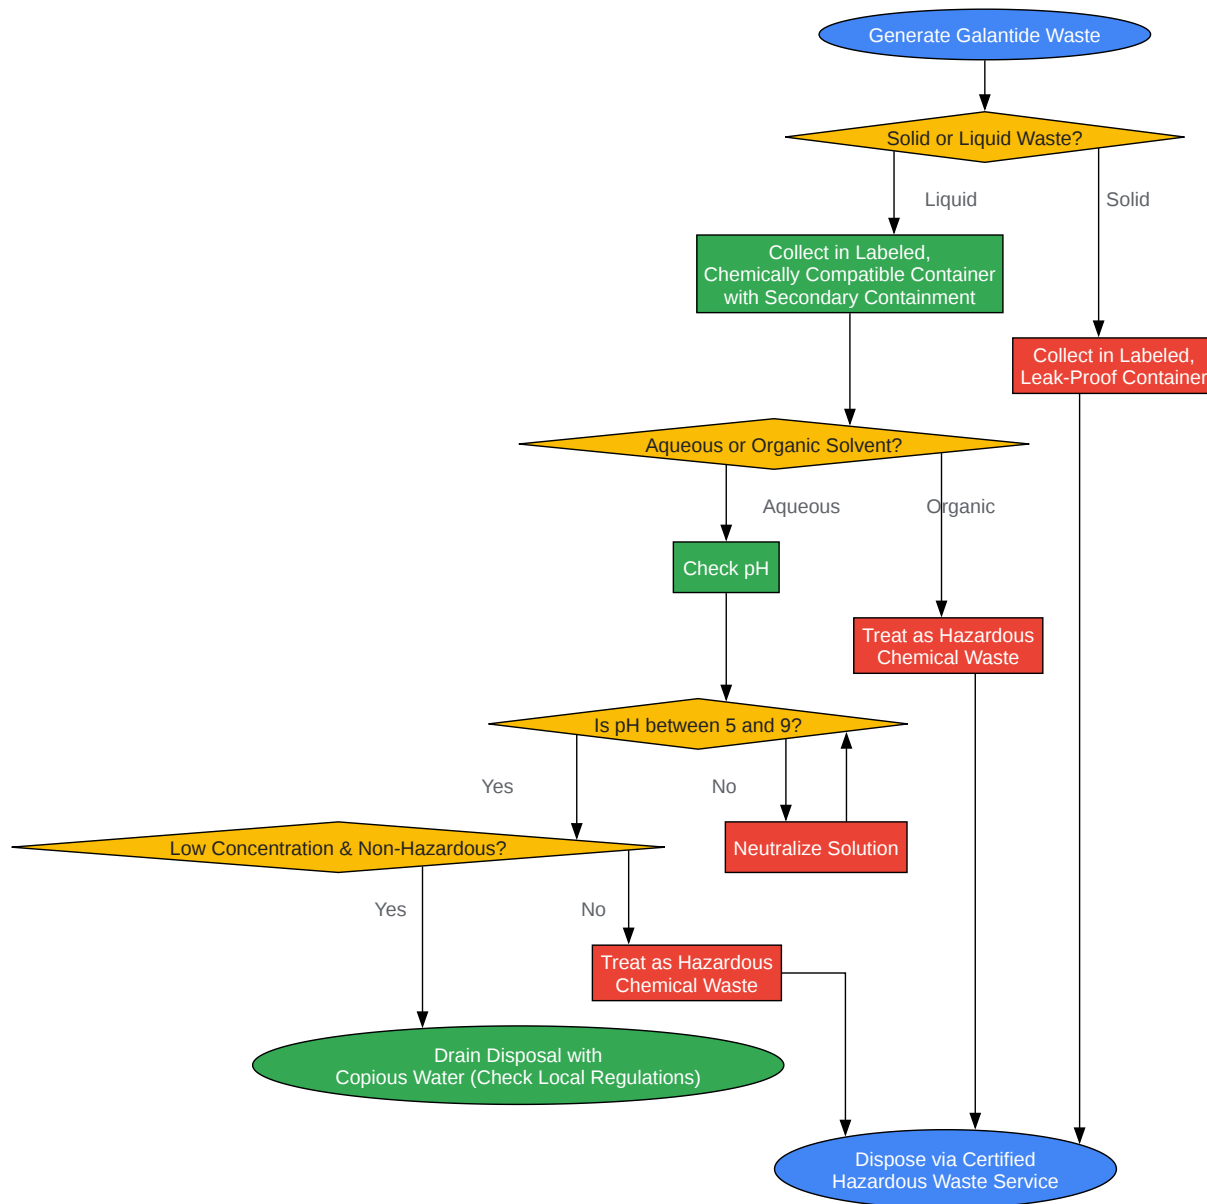 Generate Galantide Waste
Solid or Liquid Waste?
Liquid
Solid
Collect in Labeled,
Chemically Compatible Container
with Secondary Containment
Collect in Labeled,
Leak-Proof Container
Aqueous or Organic Solvent?
Aqueous
Organic
Check pH
Treat as Hazardous
Chemical Waste
Is pH between 5 and 9?
Yes
No
Low Concentration & Non-Hazardous?
Neutralize Solution
Yes
No
Treat as Hazardous
Chemical Waste
Drain Disposal with
Copious Water (Check Local Regulations)
Dispose via Certified
Hazardous Waste Service